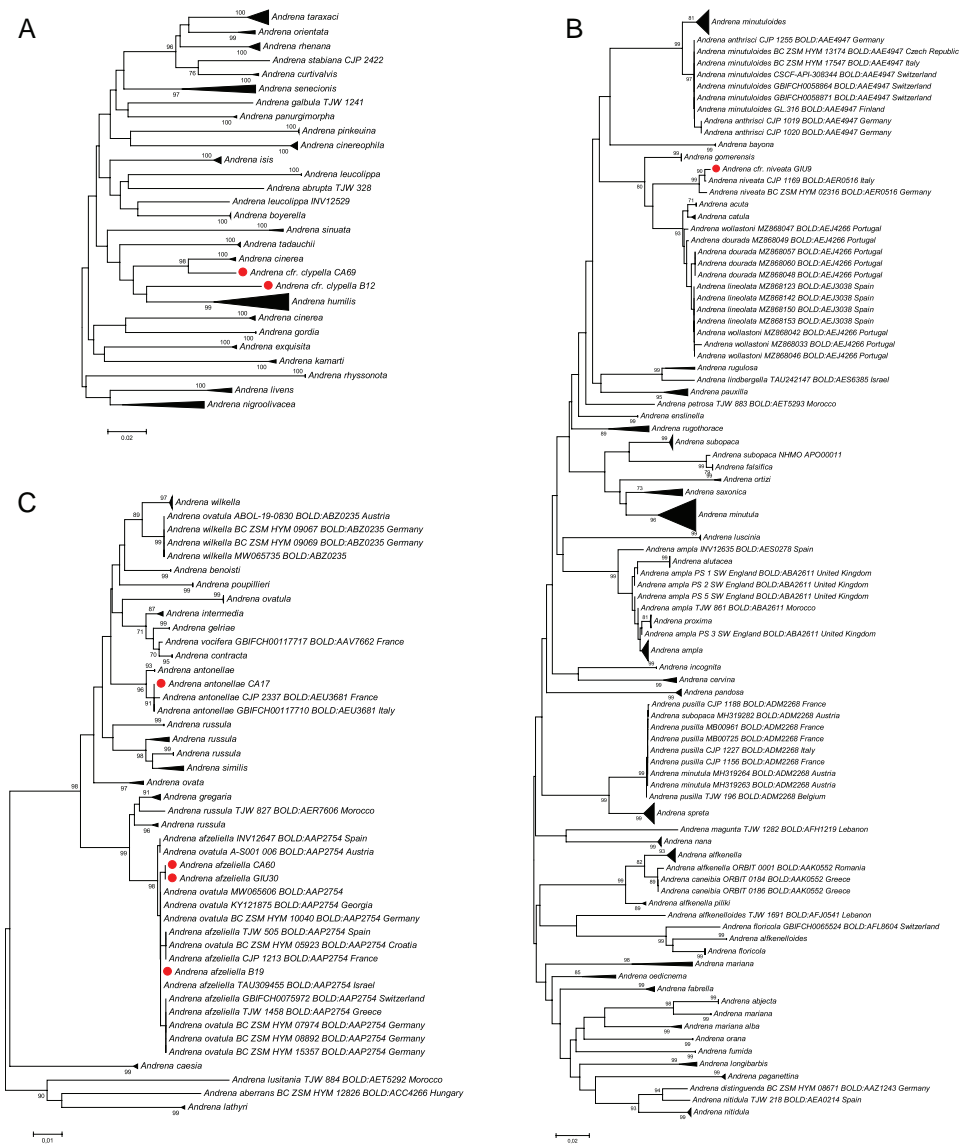 A
100
Andrena taraxaci
Andrena orientata
100
96
Andrena rhenana
100
Andrena stabiana CJP 2422
76
Andrena curtivalvis
100
100
Andrena senecionis
97
Andrena galbula TJW 1241
Andrena panurgimorpha
100
Andrena pinkeuina
100
Andrena cinereophila
100
100
Andrena isis
Andrena leucolippa
100
Andrena abrupta TJW 328
Andrena leucolippa INV12529
Andrena boyerella
100
Andrena sinuata
100
100
Andrena tadauchii
100
98
Andrena cinerea
Andrena cfr. clypella CA69
Andrena cfr. clypella B12
Andrena humilis
99
Andrena cinerea
100
Andrena gordia
100
Andrena exquisita
100
Andrena kamarti
100
Andrena rhyssonota
100
100
Andrena livens
Andrena nigroolivacea
100
0.02
B
81
Andrena minutuloides
99
Andrena anthrisci CJP 1255 BOLD:AAE4947 Germany
Andrena minutuloides BC ZSM HYM 13174 BOLD:AAE4947 Czech Republic
Andrena minutuloides BC ZSM HYM 17547 BOLD:AAE4947 Italy
Andrena minutuloides CSCF-API-308344 BOLD:AAE4947 Switzerland
97
Andrena minutuloides GBIFCH0058864 BOLD:AAE4947 Switzerland
Andrena minutuloides GBIFCH0058871 BOLD:AAE4947 Switzerland
Andrena minutuloides GL.316 BOLD:AAE4947 Finland
Andrena anthrisci CJP 1019 BOLD:AAE4947 Germany
Andrena anthrisci CJP 1020 BOLD:AAE4947 Germany
Andrena bayona
99
99
Andrena gomerensis
90
Andrena cfr. niveata GIU9
99
Andrena niveata CJP 1169 BOLD:AER0516 Italy
80
Andrena niveata BC ZSM HYM 02316 BOLD:AER0516 Germany
71
Andrena acuta
Andrena catula
93
Andrena wollastoni MZ868047 BOLD:AEJ4266 Portugal
Andrena dourada MZ868049 BOLD:AEJ4266 Portugal
Andrena dourada MZ868057 BOLD:AEJ4266 Portugal
Andrena dourada MZ868060 BOLD:AEJ4266 Portugal
Andrena dourada MZ868048 BOLD:AEJ4266 Portugal
Andrena lineolata MZ868123 BOLD:AEJ3038 Spain
Andrena lineolata MZ868142 BOLD:AEJ3038 Spain
Andrena lineolata MZ868150 BOLD:AEJ3038 Spain
Andrena lineolata MZ868153 BOLD:AEJ3038 Spain
Andrena wollastoni MZ868042 BOLD:AEJ4266 Portugal
Andrena wollastoni MZ868033 BOLD:AEJ4266 Portugal
Andrena wollastoni MZ868046 BOLD:AEJ4266 Portugal
99
Andrena rugulosa
Andrena lindbergella TAU242147 BOLD:AES6385 Israel
Andrena pauxilla
95
Andrena petrosa TJW 883 BOLD:AET5293 Morocco
Andrena enslinella
99
Andrena rugothorace
89
99
Andrena subopaca
Andrena subopaca NHMO APO00011
99
Andrena falsifica
79
99
Andrena ortizi
99
73
Andrena saxonica
Andrena minutula
96
Andrena luscinia
99
Andrena ampla INV12635 BOLD:AES0278 Spain
99
Andrena alutacea
Andrena ampla PS 1 SW England BOLD:ABA2611 United Kingdom
Andrena ampla PS 2 SW England BOLD:ABA2611 United Kingdom
Andrena ampla PS 5 SW England BOLD:ABA2611 United Kingdom
Andrena ampla TJW 861 BOLD:ABA2611 Morocco
81
Andrena proxima
Andrena ampla PS 3 SW England BOLD:ABA2611 United Kingdom
Andrena ampla
99
Andrena incognita
Andrena cervina
99
Andrena pandosa
99
Andrena pusilla CJP 1188 BOLD:ADM2268 France
Andrena subopaca MH319282 BOLD:ADM2268 Austria
Andrena pusilla MB00961 BOLD:ADM2268 France
Andrena pusilla MB00725 BOLD:ADM2268 France
Andrena pusilla CJP 1227 BOLD:ADM2268 Italy
Andrena pusilla CJP 1156 BOLD:ADM2268 France
99
Andrena minutula MH319264 BOLD:ADM2268 Austria
Andrena minutula MH319263 BOLD:ADM2268 Austria
Andrena pusilla TJW 196 BOLD:ADM2268 Belgium
Andrena spreta
99
Andrena magunta TJW 1282 BOLD:AFH1219 Lebanon
Andrena nana
99
93
Andrena alfkenella
82
Andrena alfkenella ORBIT 0001 BOLD:AAK0552 Romania
89
Andrena caneibia ORBIT 0184 BOLD:AAK0552 Greece
Andrena caneibia ORBIT 0186 BOLD:AAK0552 Greece
Andrena alfkenella piliki
89
Andrena alfkenelloides TJW 1691 BOLD:AFJ0541 Lebanon
Andrena floricola GBIFCH0065524 BOLD:AFL8604 Switzerland
99
99
Andrena alfkenelloides
Andrena floricola
99
98
Andrena mariana
85
Andrena oedicnema
99
Andrena fabrella
99
Andrena abjecta
98
Andrena mariana
99
Andrena mariana alba
99
Andrena orana
99
Andrena fumida
99
Andrena longibarbis
99
Andrena paganettina
99
94
Andrena distinguenda BC ZSM HYM 08671 BOLD:AAZ1243 Germany
Andrena nitidula TJW 218 BOLD:AEA0214 Spain
93
Andrena nitidula
99
0.02
C
97
Andrena wilkella
89
Andrena ovatula ABOL-19-0830 BOLD:ABZ0235 Austria
Andrena wilkella BC ZSM HYM 09067 BOLD:ABZ0235 Germany
99
Andrena wilkella BC ZSM HYM 09069 BOLD:ABZ0235 Germany
Andrena wilkella MW065735 BOLD:ABZ0235
Andrena benoisti
99
Andrena poupillieri
99
99
Andrena ovatula
87
Andrena intermedia
99
Andrena gelriae
71
Andrena vocifera GBIFCH00117717 BOLD:AAV7662 France
70
Andrena contracta
95
93
Andrena antonellae
96
Andrena antonellae CA17
Andrena antonellae CJP 2337 BOLD:AEU3681 France
91
Andrena antonellae GBIFCH00117710 BOLD:AEU3681 Italy
99
Andrena russula
Andrena russula
99
98
Andrena russula
Andrena similis
99
98
Andrena ovata
97
91
Andrena gregaria
Andrena russula TJW 827 BOLD:AER7606 Morocco
Andrena russula
96
99
Andrena afzeliella INV12647 BOLD:AAP2754 Spain
Andrena ovatula A-S001 006 BOLD:AAP2754 Austria
Andrena afzeliella CA60
Andrena afzeliella GIU30
98
Andrena ovatula MW065606 BOLD:AAP2754
Andrena ovatula KY121875 BOLD:AAP2754 Georgia
Andrena ovatula BC ZSM HYM 10040 BOLD:AAP2754 Germany
Andrena afzeliella TJW 505 BOLD:AAP2754 Spain
Andrena ovatula BC ZSM HYM 05923 BOLD:AAP2754 Croatia
Andrena afzeliella CJP 1213 BOLD:AAP2754 France
Andrena afzeliella B19
Andrena afzeliella TAU309455 BOLD:AAP2754 Israel
Andrena afzeliella GBIFCH0075972 BOLD:AAP2754 Switzerland
Andrena afzeliella TJW 1458 BOLD:AAP2754 Greece
Andrena ovatula BC ZSM HYM 07974 BOLD:AAP2754 Germany
Andrena ovatula BC ZSM HYM 08892 BOLD:AAP2754 Germany
Andrena ovatula BC ZSM HYM 15357 BOLD:AAP2754 Germany
Andrena caesia
99
Andrena lusitania TJW 884 BOLD:AET5292 Morocco
90
Andrena aberrans BC ZSM HYM 12826 BOLD:ACC4266 Hungary
Andrena lathyri
99
0,01